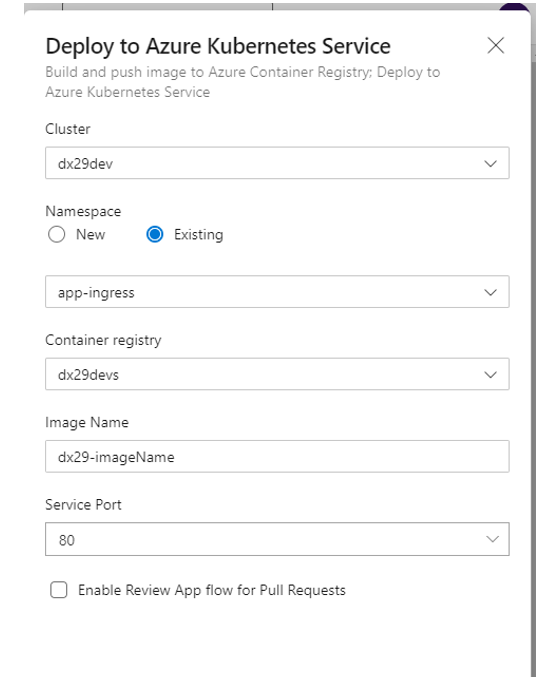 Deploy to Azure Kubernetes Service
Build and push image to Azure Container Registry; Deploy to
Azure Kubernetes Service
Cluster
dx29dev
Namespace
New
Existing
app-ingress
Container registry
dx29devs
Image Name
dx29-imageName
Service Port
80
Enable Review App flow for Pull Requests